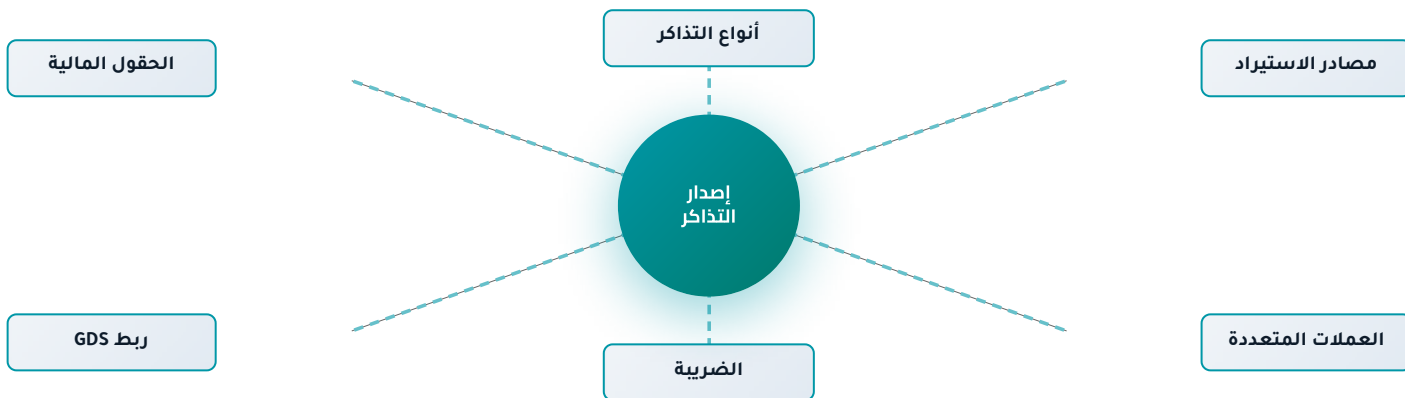 أنواع التذاكر
مصادر الاستيراد
الحقول المالية
إصدار
التذاكر
العملات المتعددة
ربط GDS
الضريبة